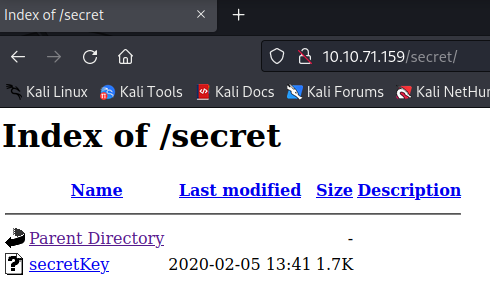 Index of /secret
10.10.71.159/secret/
Kali Linux Kali Tools Kali Docs Kali Forums Kali NetHun
Index of /secret
Name Last modified Size Description
Parent Directory -
secretKey 2020-02-05 13:41 1.7K